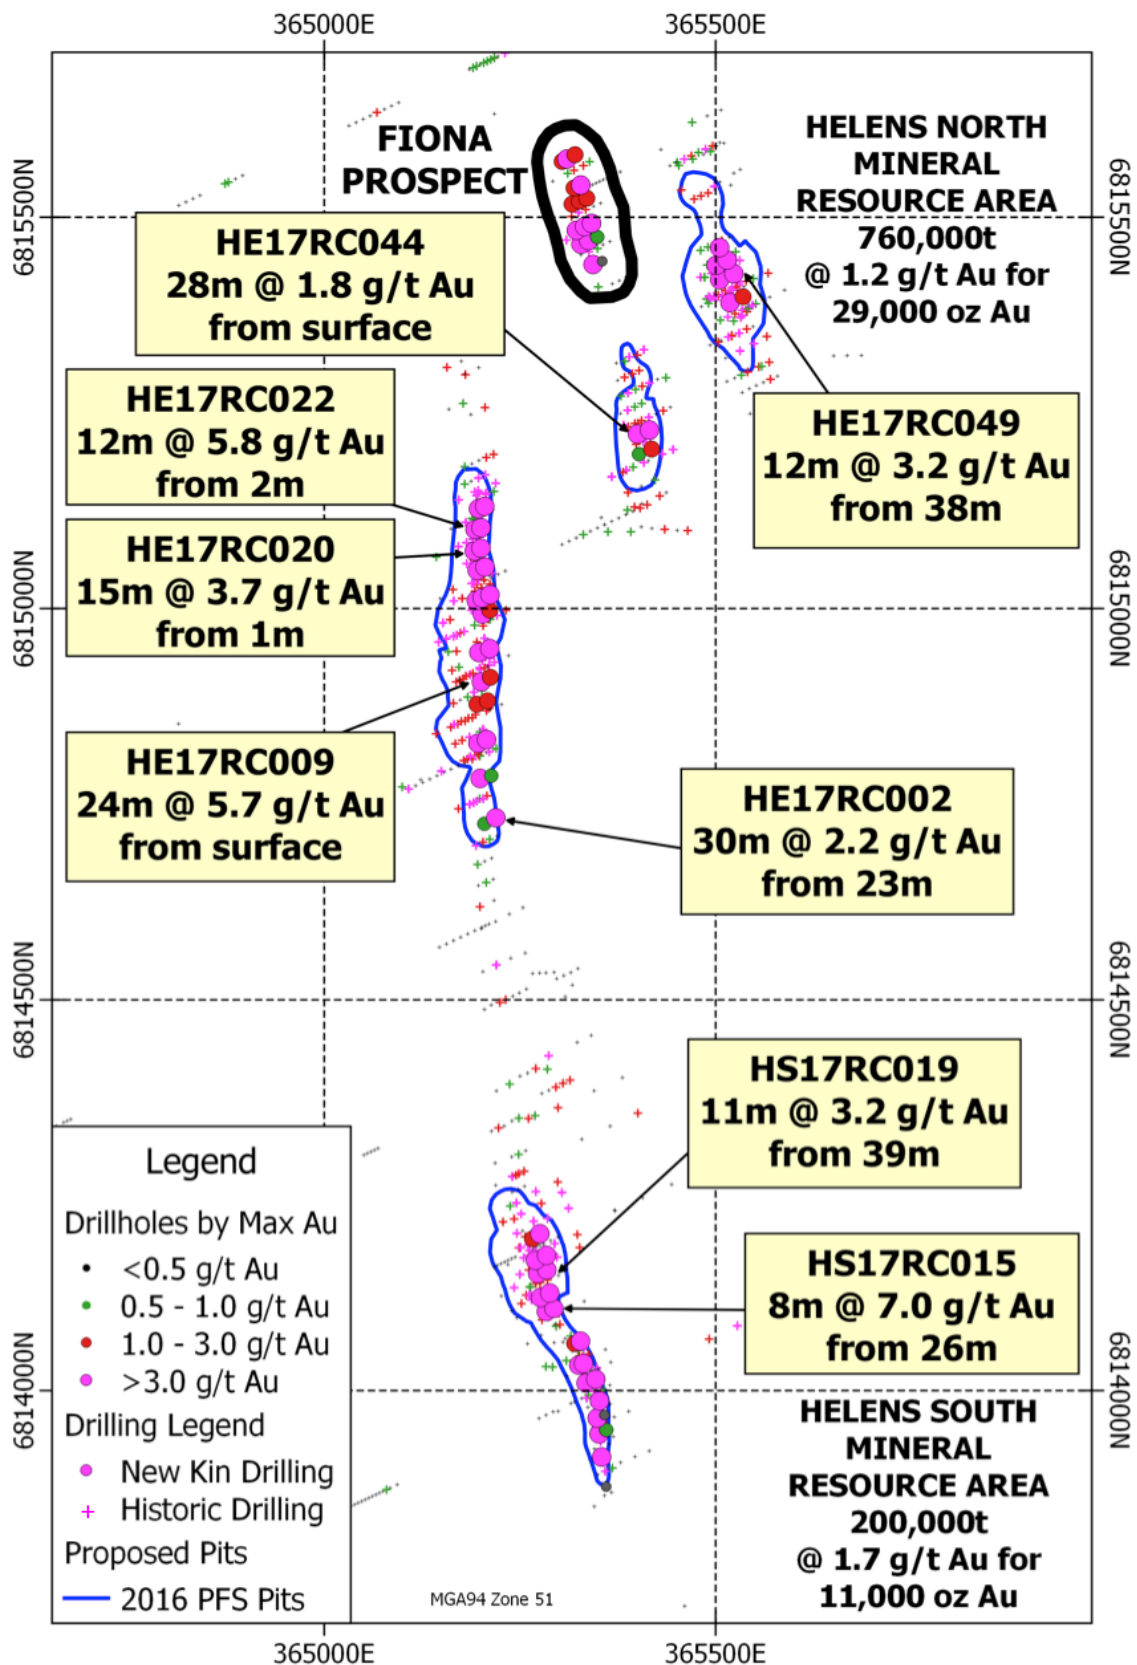 365000E
365500E
FIONA
PROSPECT
HELENS NORTH
MINERAL
RESOURCE AREA
760,000t
@ 1.2 g/t Au for
29,000 oz Au
6815500N
6815500N
HE17RC044
28m @ 1.8 g/t Au
from surface
HE17RC022
12m @ 5.8 g/t Au
from 2m
HE17RC049
12m @ 3.2 g/t Au
from 38m
HE17RC020
15m @ 3.7 g/t Au
from 1m
6815000N
6815000N
HE17RC009
24m @ 5.7 g/t Au
from surface
HE17RC002
30m @ 2.2 g/t Au
from 23m
6814500N
6814500N
HS17RC019
11m @ 3.2 g/t Au
from 39m
HS17RC015
8m @ 7.0 g/t Au
from 26m
6814000N
6814000N
HELENS SOUTH
MINERAL
RESOURCE AREA
200,000t
@ 1.7 g/t Au for
11,000 oz Au
Legend
Drillholes by Max Au
<0.5 g/t Au
0.5 - 1.0 g/t Au
1.0 - 3.0 g/t Au
>3.0 g/t Au
Drilling Legend
New Kin Drilling
Historic Drilling
Proposed Pits
2016 PFS Pits
MGA94 Zone 51
365000E
365500E